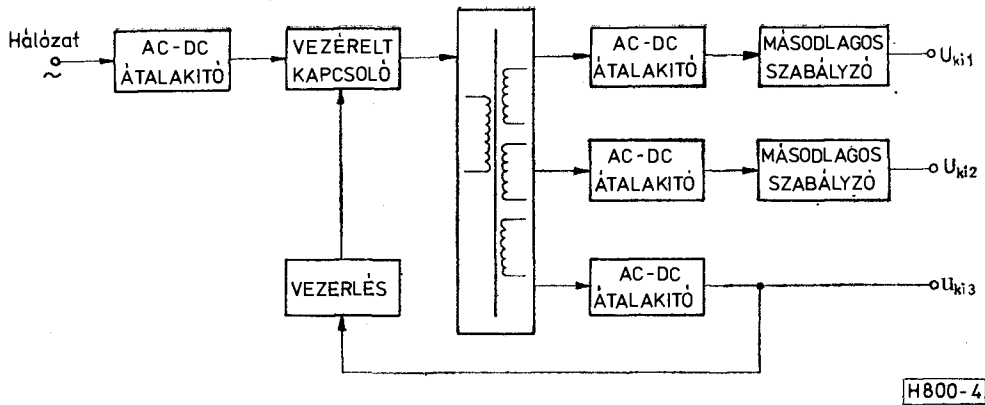 Hálózat
~
AC-DC
ÁTALAKITÓ
VEZÉRELT
KAPCSOLÓ
AC-DC
ÁTALAKITÓ
MÁSODLAGOS
SZABÁLYZÓ
Uki1
AC-DC
ÁTALAKITÓ
MÁSODLAGOS
SZABÁLYZÓ
Uki2
VEZERLÉS
AC-DC
ÁTALAKITÓ
Uki3
H800-4